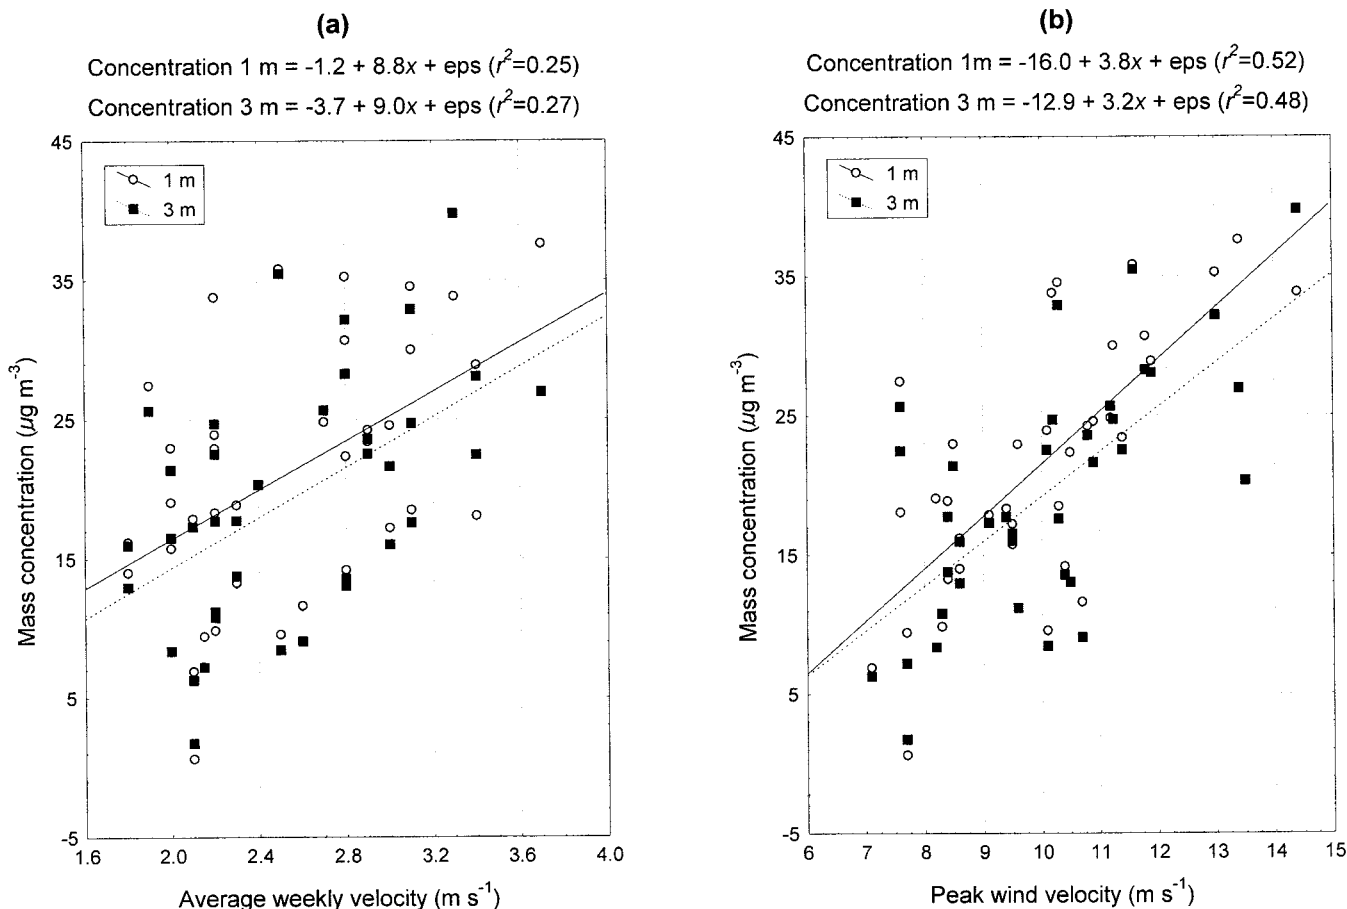 (a)
Concentration 1 m = -1.2 + 8.8x + eps (r²=0.25)
Concentration 3 m = -3.7 + 9.0x + eps (r²=0.27)
45
35
25
15
5
-5
1 m
3 m
Mass concentration (µg m⁻³)
1.6
2.0
2.4
2.8
3.2
3.6
4.0
Average weekly velocity (m s⁻¹)
(b)
Concentration 1m = -16.0 + 3.8x + eps (r²=0.52)
Concentration 3 m = -12.9 + 3.2x + eps (r²=0.48)
45
35
25
15
5
-5
1 m
3 m
Mass concentration (µg m⁻³)
6
7
8
9
10
11
12
13
14
15
Peak wind velocity (m s⁻¹)